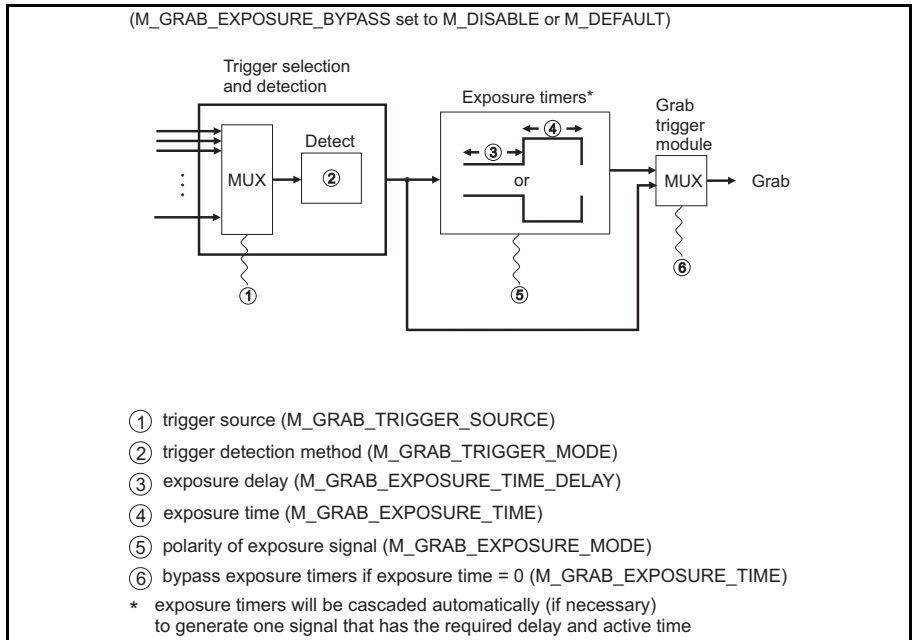 (M_GRAB_EXPOSURE_BYPASS set to M_DISABLE or M_DEFAULT)
Trigger selection
and detection
MUX
Detect
②
①
Exposure timers*
④
③
or
⑤
Grab
trigger
module
MUX
Grab
⑥
① trigger source (M_GRAB_TRIGGER_SOURCE)
② trigger detection method (M_GRAB_TRIGGER_MODE)
③ exposure delay (M_GRAB_EXPOSURE_TIME_DELAY)
④ exposure time (M_GRAB_EXPOSURE_TIME)
⑤ polarity of exposure signal (M_GRAB_EXPOSURE_MODE)
⑥ bypass exposure timers if exposure time = 0 (M_GRAB_EXPOSURE_TIME)
* exposure timers will be cascaded automatically (if necessary)
to generate one signal that has the required delay and active time